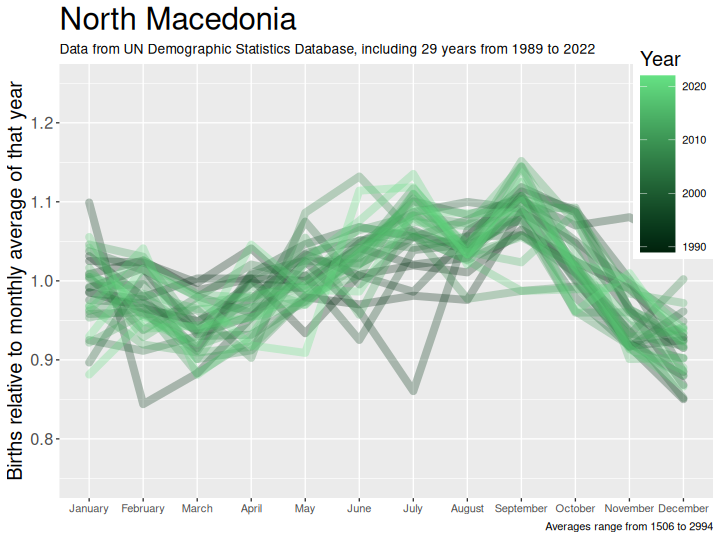 North Macedonia
Data from UN Demographic Statistics Database, including 29 years from 1989 to 2022
Year
2020
2010
2000
1990
Births relative to monthly average of that year
1.2
1.1
1.0
0.9
0.8
January February March April May June July August September October November December
Averages range from 1506 to 2994